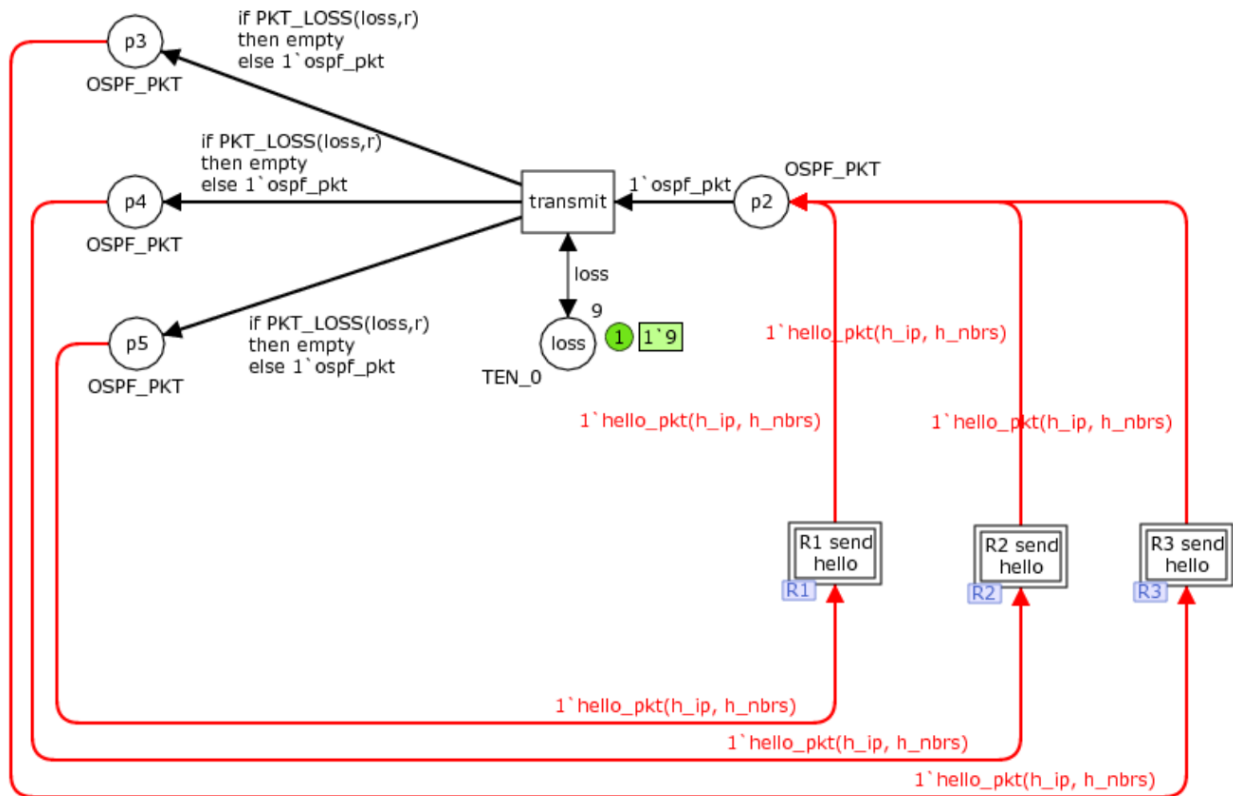 if PKT_LOSS(loss,r)
then empty
else 1`ospf_pkt
p3
OSPF_PKT
if PKT_LOSS(loss,r)
then empty
else 1`ospf_pkt
p4
OSPF_PKT
transmit
1`ospf_pkt
p2
OSPF_PKT
loss
9
if PKT_LOSS(loss,r)
then empty
else 1`ospf_pkt
p5
OSPF_PKT
loss
1
1`9
TEN_0
1`hello_pkt(h_ip, h_nbrs)
1`hello_pkt(h_ip, h_nbrs)
1`hello_pkt(h_ip, h_nbrs)
R1 send
hello
R1
R2 send
hello
R2
R3 send
hello
R3
1`hello_pkt(h_ip, h_nbrs)
1`hello_pkt(h_ip, h_nbrs)
1`hello_pkt(h_ip, h_nbrs)